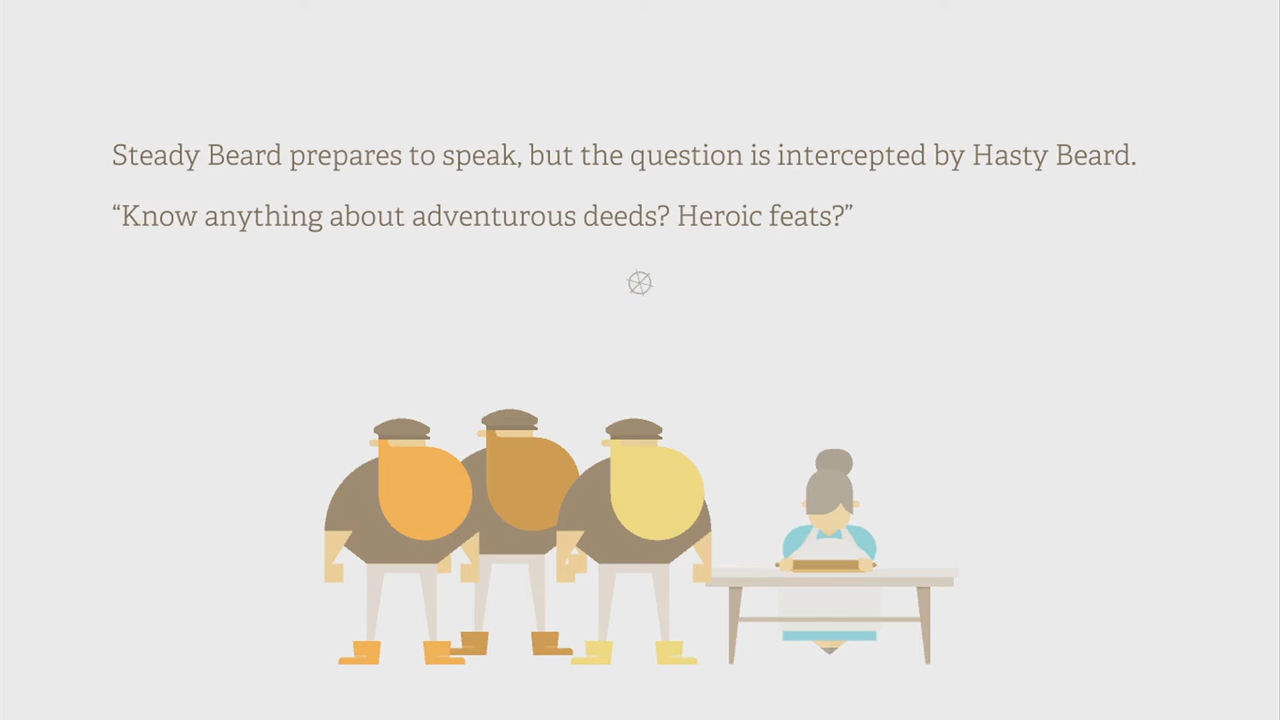 Steady Beard prepares to speak, but the question is intercepted by Hasty Beard.
“Know anything about adventurous deeds? Heroic feats?”